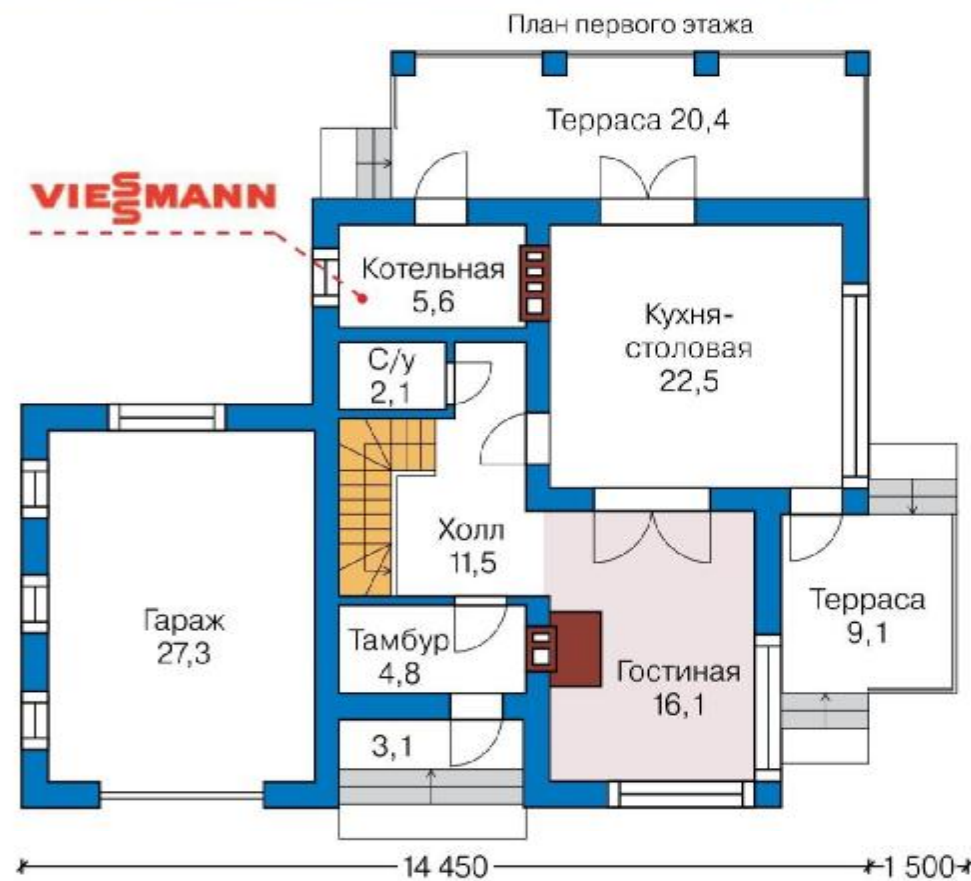 План первого этажа
Терраса 20,4
VIESSMANN
Котельная
5,6
Кухня-
столовая
22,5
С/у
2,1
Холл
11,5
Гараж
27,3
Тамбур
4,8
Терраса
9,1
Гостиная
16,1
3,1
14 450
1 500